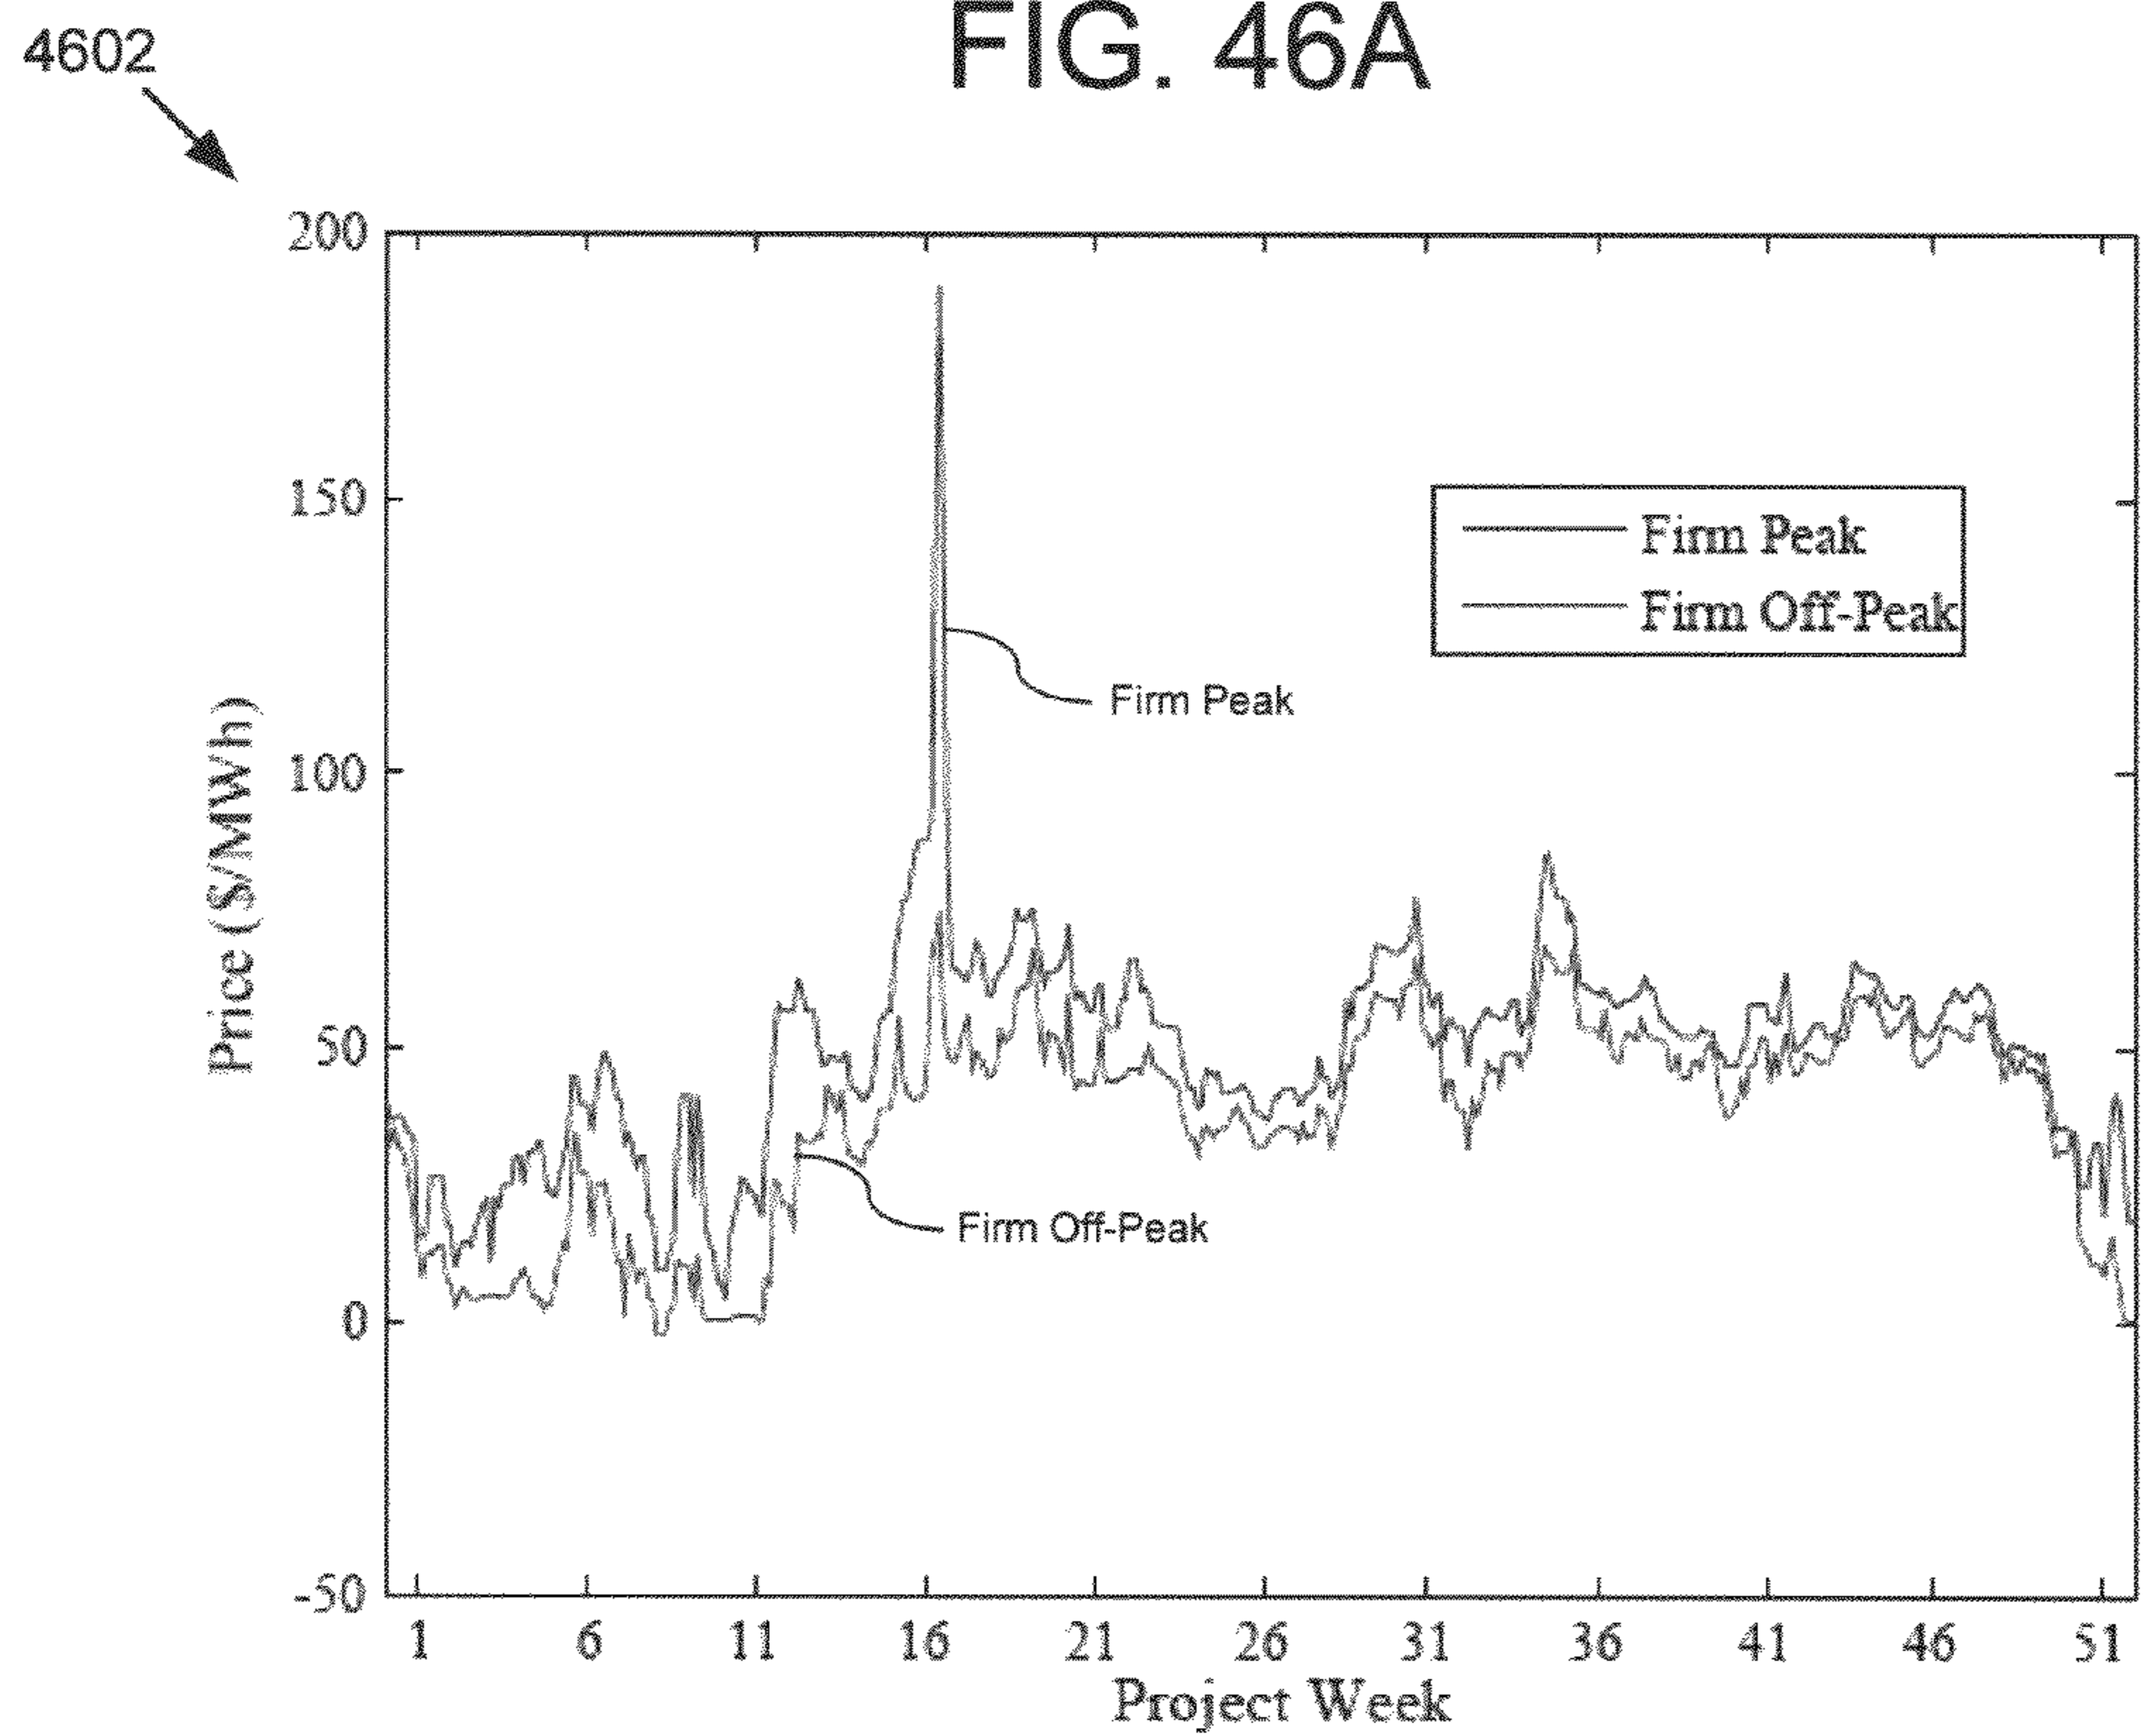 FIG. 46A
4602
200
150
100
50
0
-50
Price ($/MWh)
Firm Peak
Firm Off-Peak
Firm Peak
Firm Off-Peak
1 6 11 16 21 26 31 36 41 46 51
Project Week